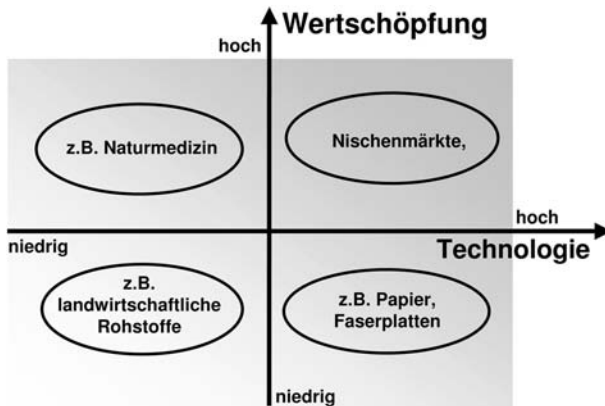 Wertschöpfung
hoch
z.B. Naturmedizin
Nischenmärkte,
hoch
niedrig
Technologie
z.B.
landwirtschaftliche
Rohstoffe
z.B. Papier,
Faserplatten
niedrig